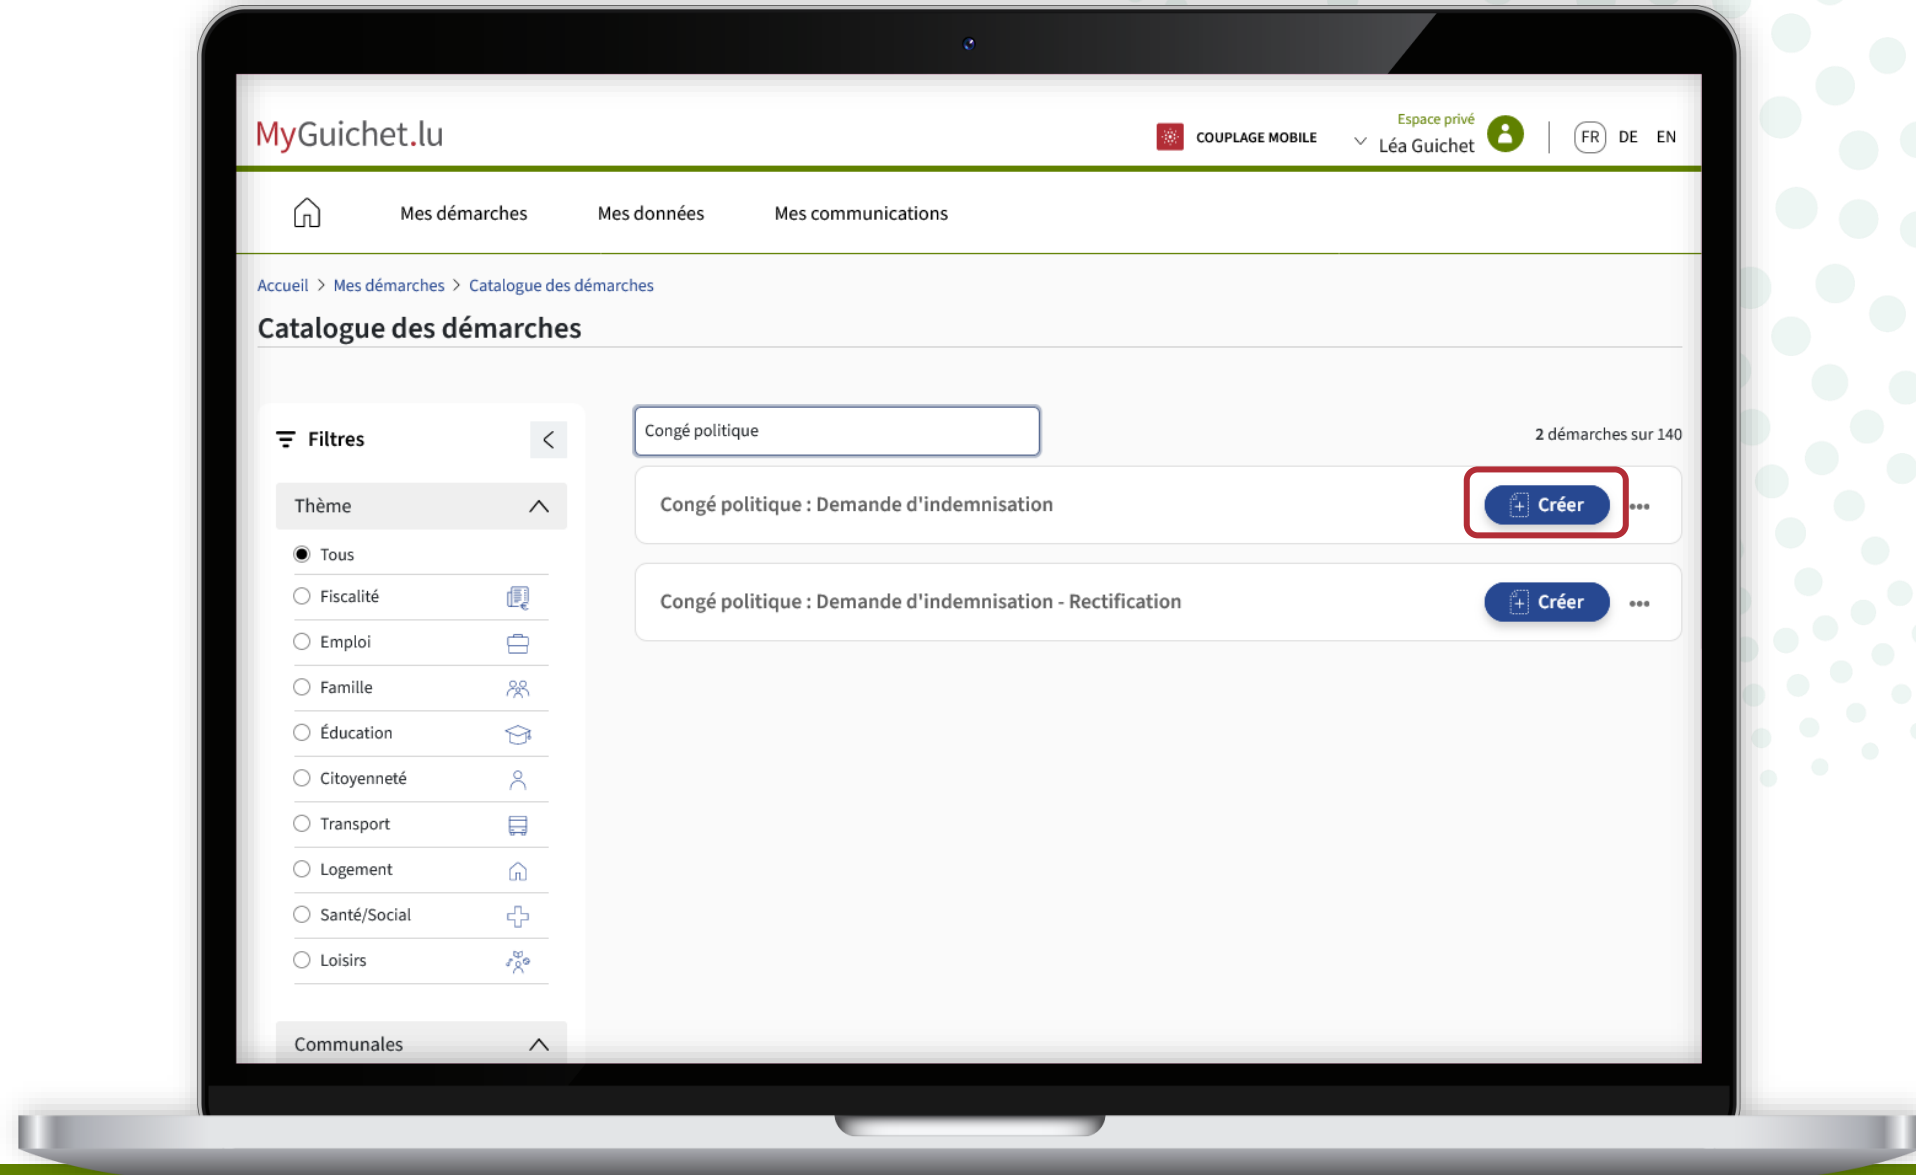 MyGuichet.lu
COUPLAGE MOBILE
Espace privé
Léa Guichet
FR DE EN
Mes démarches Mes données Mes communications
Accueil > Mes démarches > Catalogue des démarches
Catalogue des démarches
Filtres
Congé politique
2 démarches sur 140
Thème
Tous
Fiscalité
Emploi
Famille
Éducation
Citoyenneté
Transport
Logement
Santé/Social
Loisirs
Communales
Congé politique : Demande d'indemnisation
Créer
Congé politique : Demande d'indemnisation - Rectification
Créer